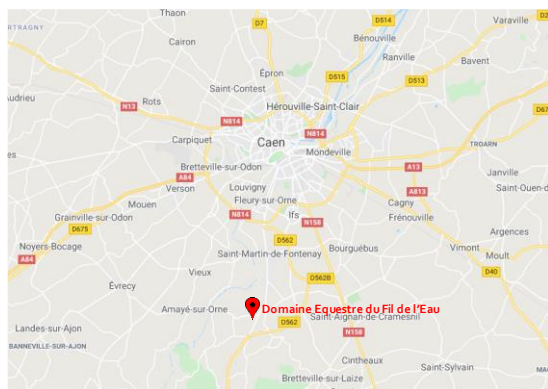 Thaon
Varaville
PORTRAGNY
D7
D514
Bénouville
Cairon
Ranville
Épron
D515
D513
Bavent
Saint-Contest
Audrieu
Rots
N13
Hérouville-Saint-Clair
N814
TROARN
Carpiquet
Caen
N814
Mondeville
Bretteville-sur-Odon
A13
Janville
A84
Verson
Louvigny
A813
Saint-Ouen-d
Mouen
Fleury-sur-Orne
Cagny
Grainville-sur-Odon
N814
Ifs
N158
Frénouville
D675
D562
Argences
Noyers-Bocage
Saint-Martin-de-Fontenay
Bourguébus
Vimont
Moult
A84
Vieux
D562B
D40
Évrecy
Amayé-sur-Orne
Domaine Equestre du Fil de l'Eau
Landes-sur-Ajon
D562
Saint-Aignan-de-Cramesnil
N158
BANNEVILLE-SUR-AJON
Cintheaux
Saint-Sylvain
Bretteville-sur-Laize